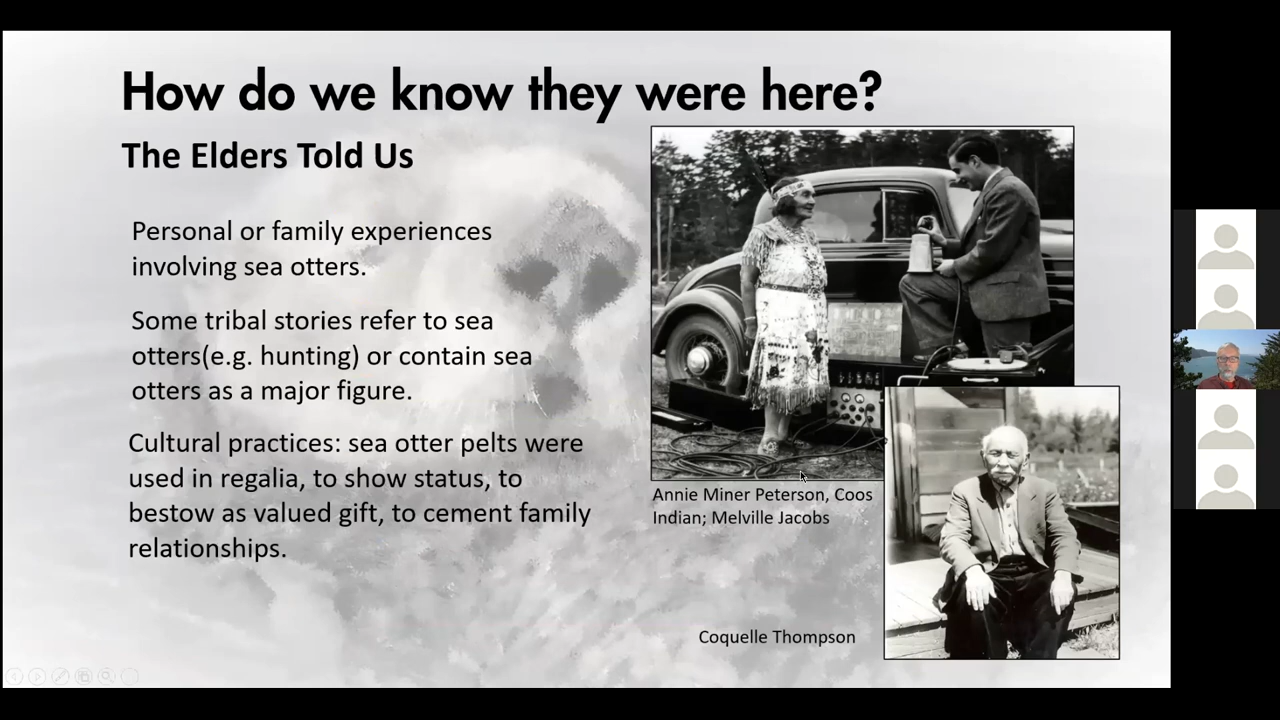 How do we know they were here?
The Elders Told Us
Personal or family experiences
involving sea otters.
Some tribal stories refer to sea
otters(e.g. hunting) or contain sea
otters as a major figure.
Cultural practices: sea otter pelts were
used in regalia, to show status, to
bestow as valued gift, to cement family
relationships.
Annie Miner Peterson, Coos
Indian; Melville Jacobs
Coquelle Thompson